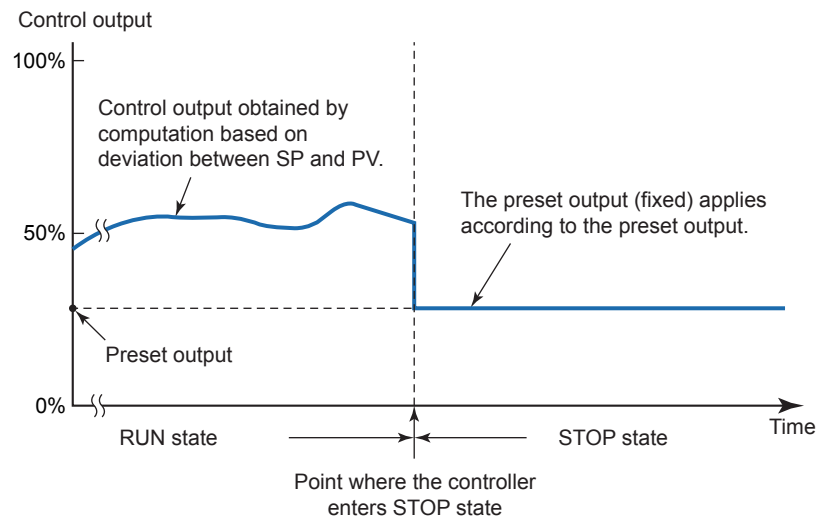 Control output
100%
Control output obtained by
computation based on
deviation between SP and PV.
The preset output (fixed) applies
according to the preset output.
50%
Preset output
0%
Time
RUN state
STOP state
Point where the controller
enters STOP state